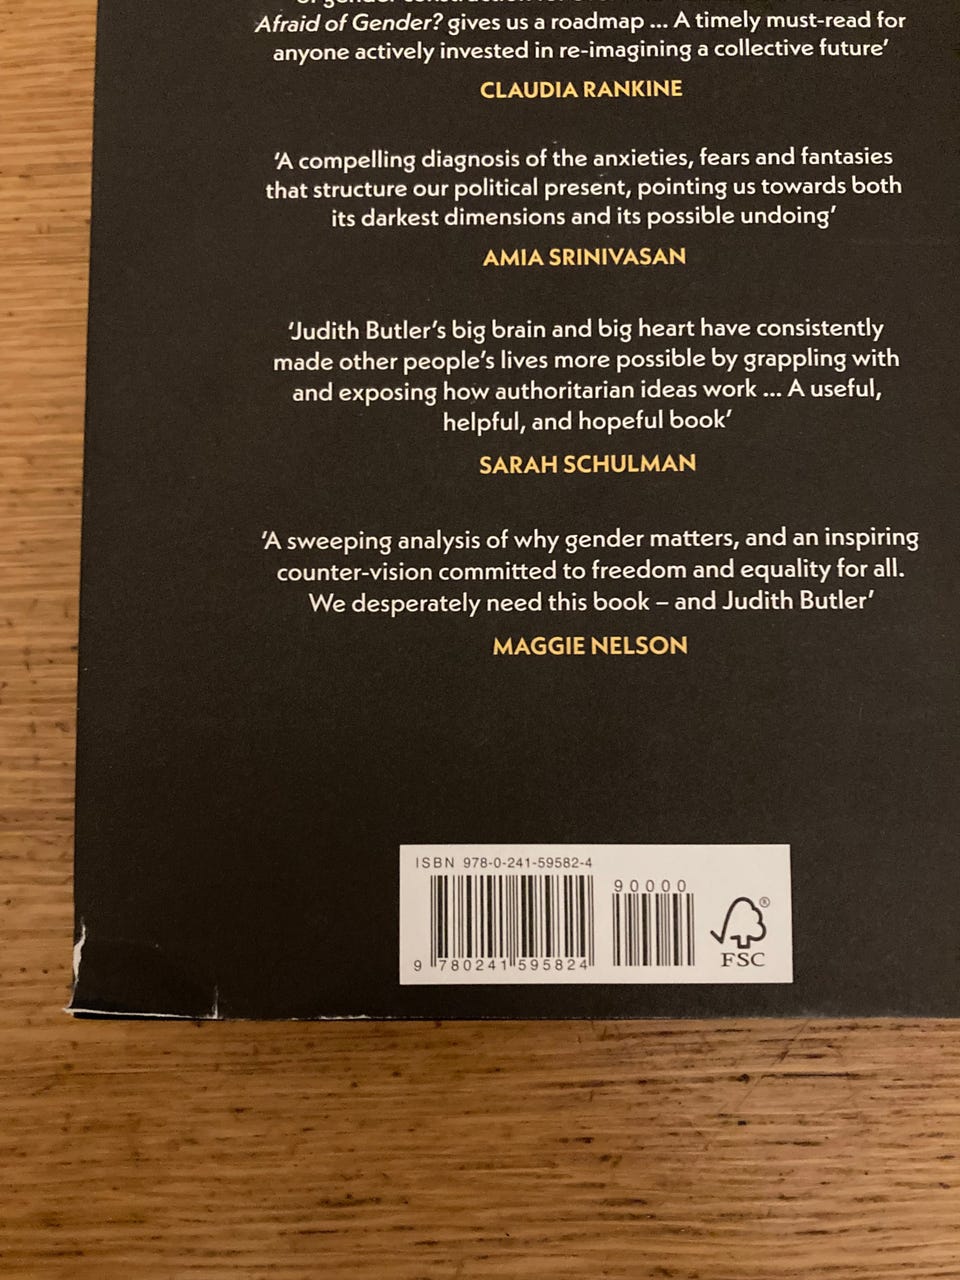 of gender construction for
Afraid of Gender? gives us a roadmap ... A timely must-read for
anyone actively invested in re-imagining a collective future’
CLAUDIA RANKINE
‘A compelling diagnosis of the anxieties, fears and fantasies
that structure our political present, pointing us towards both
its darkest dimensions and its possible undoing’
AMIA SRINIVASAN
‘Judith Butler’s big brain and big heart have consistently
made other people’s lives more possible by grappling with
and exposing how authoritarian ideas work ... A useful,
helpful, and hopeful book’
SARAH SCHULMAN
‘A sweeping analysis of why gender matters, and an inspiring
counter-vision committed to freedom and equality for all.
We desperately need this book – and Judith Butler’
MAGGIE NELSON
ISBN 978-0-241-59582-4
90000
9 780241 595824
®
FSC